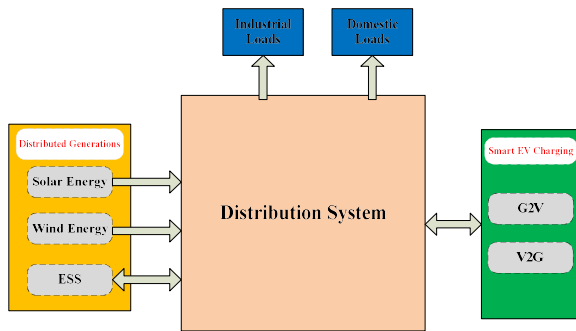 Industrial
Loads
Domestic
Loads
Distributed Generations
Solar Energy
Wind Energy
ESS
Distribution System
Smart EV Charging
G2V
V2G